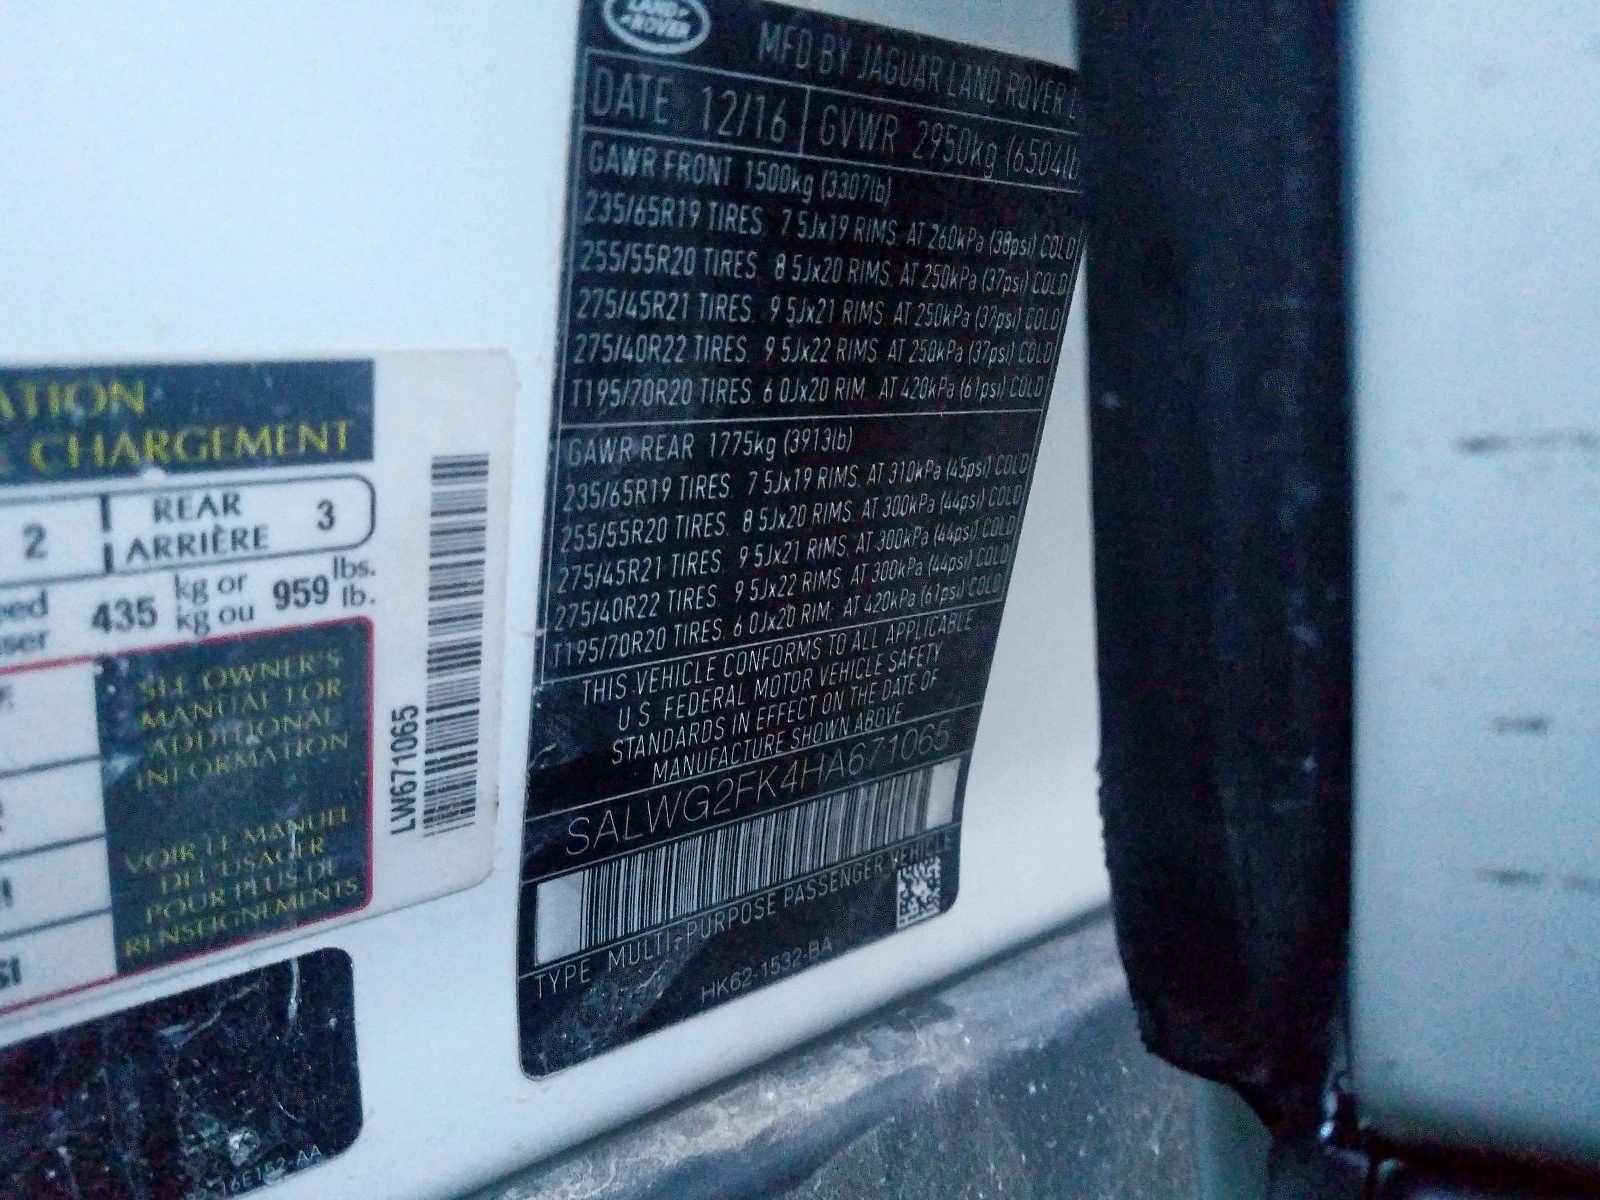 LAND-
-ROVER
MFD BY JAGUAR LAND ROVER L
DATE 12/16 GVWR 2950kg (6504lb
GAWR FRONT 1500kg (3307lb)
235/65R19 TIRES. 7 5Jx19 RIMS. AT 260kPa (38psi) COLD
255/55R20 TIRES. 8 5Jx20 RIMS. AT 250kPa (37psi) COLD
275/45R21 TIRES. 9 5Jx21 RIMS. AT 250kPa (37psi) COLD
275/40R22 TIRES. 9 5Jx22 RIMS. AT 250kPa (37psi) COLD
T195/70R20 TIRES. 6 0Jx20 RIM. AT 420kPa (61psi) COLD
GAWR REAR 1775kg (3913lb)
235/65R19 TIRES. 7 5Jx19 RIMS. AT 310kPa (45psi) COLD
255/55R20 TIRES. 8 5Jx20 RIMS. AT 300kPa (44psi) COLD
275/45R21 TIRES. 9 5Jx21 RIMS. AT 300kPa (44psi) COLD
275/40R22 TIRES. 9 5Jx22 RIMS. AT 300kPa (44psi) COLD
T195/70R20 TIRES. 6 0Jx20 RIM. AT 420kPa (61psi) COLD
THIS VEHICLE CONFORMS TO ALL APPLICABLE
U S FEDERAL MOTOR VEHICLE SAFETY
STANDARDS IN EFFECT ON THE DATE OF
MANUFACTURE SHOWN ABOVE
SALWG2FK4HA671065
TYPE MULTI-PURPOSE PASSENGER VEHICLE
HK62-1532-BA
ATION
CHARGEMENT
2 REAR 3
ARRIÈRE
435 kg or 959 lbs.
kg ou lb.
SEE OWNER'S
MANUAL FOR
ADDITIONAL
INFORMATION
VOIR LE MANUEL
DE L'USAGER
POUR PLUS DE
RENSEIGNEMENTS
LW671065
16E152-AA